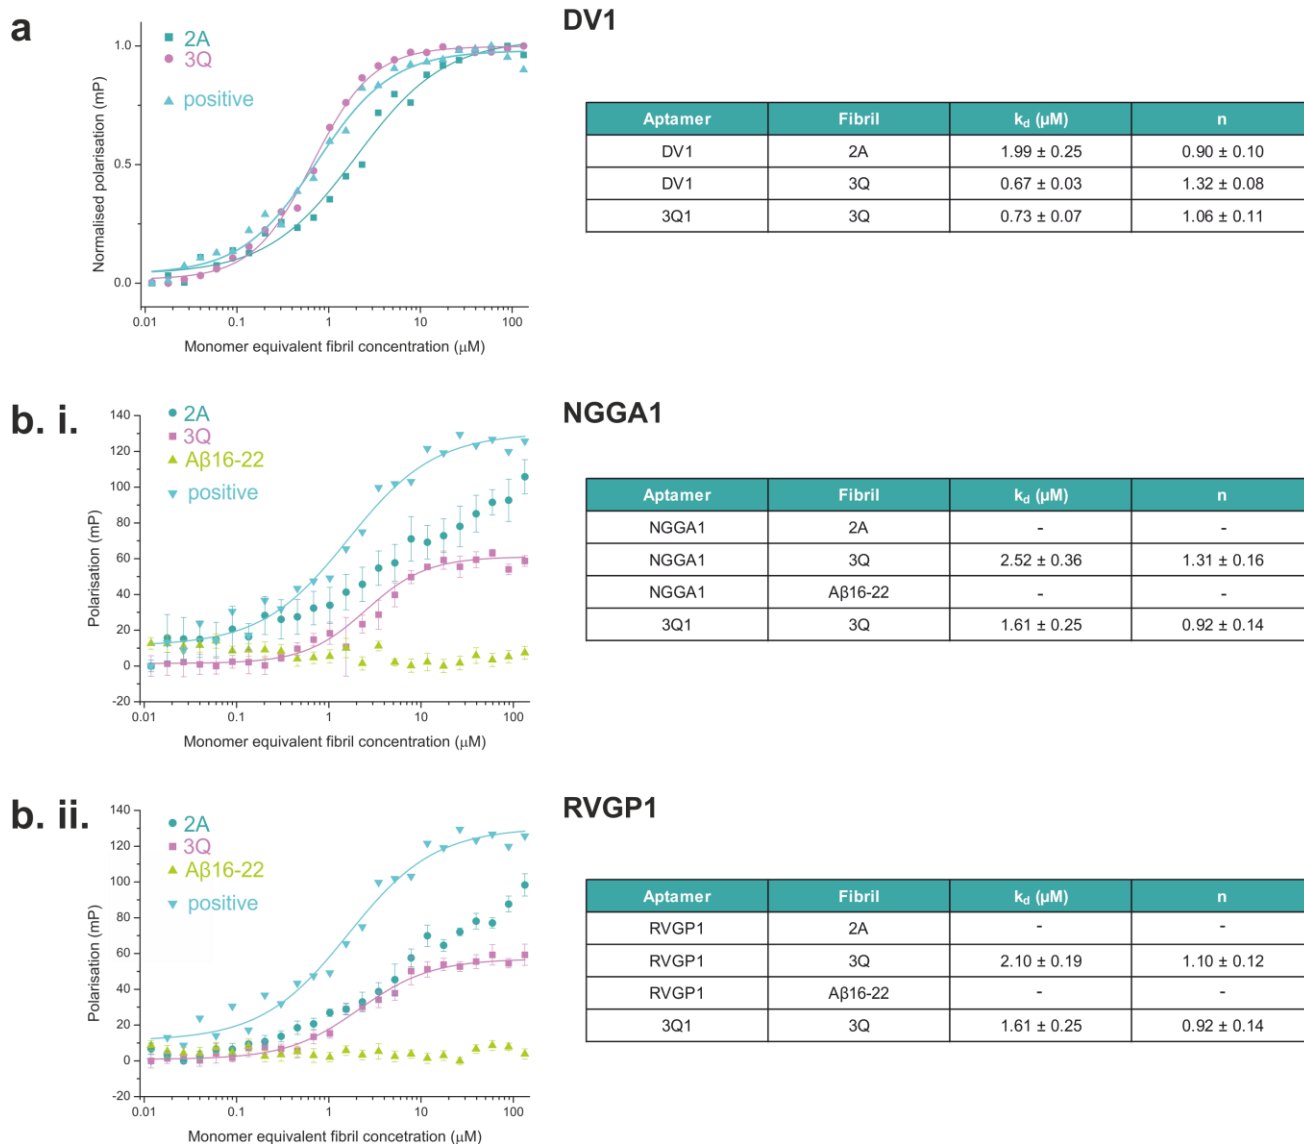 a
DV1
2A
3Q
positive
1.0
0.5
0.0
Normalised polarisation (mP)
0.01 0.1 1 10 100
Monomer equivalent fibril concentration (μM)
Aptamer Fibril kd (μM) n
DV1 2A 1.99 ± 0.25 0.90 ± 0.10
DV1 3Q 0.67 ± 0.03 1.32 ± 0.08
3Q1 3Q 0.73 ± 0.07 1.06 ± 0.11
b. i.
NGGA1
2A
3Q
Aβ16-22
positive
140
120
100
80
60
40
20
0
-20
Polarisation (mP)
0.01 0.1 1 10 100
Monomer equivalent fibril concentration (μM)
Aptamer Fibril kd (μM) n
NGGA1 2A - -
NGGA1 3Q 2.52 ± 0.36 1.31 ± 0.16
NGGA1 Aβ16-22 - -
3Q1 3Q 1.61 ± 0.25 0.92 ± 0.14
b. ii.
RVGP1
2A
3Q
Aβ16-22
positive
140
120
100
80
60
40
20
0
-20
Polarisation (mP)
0.01 0.1 1 10 100
Monomer equivalent fibril concetration (μM)
Aptamer Fibril kd (μM) n
RVGP1 2A - -
RVGP1 3Q 2.10 ± 0.19 1.10 ± 0.12
RVGP1 Aβ16-22 - -
3Q1 3Q 1.61 ± 0.25 0.92 ± 0.14